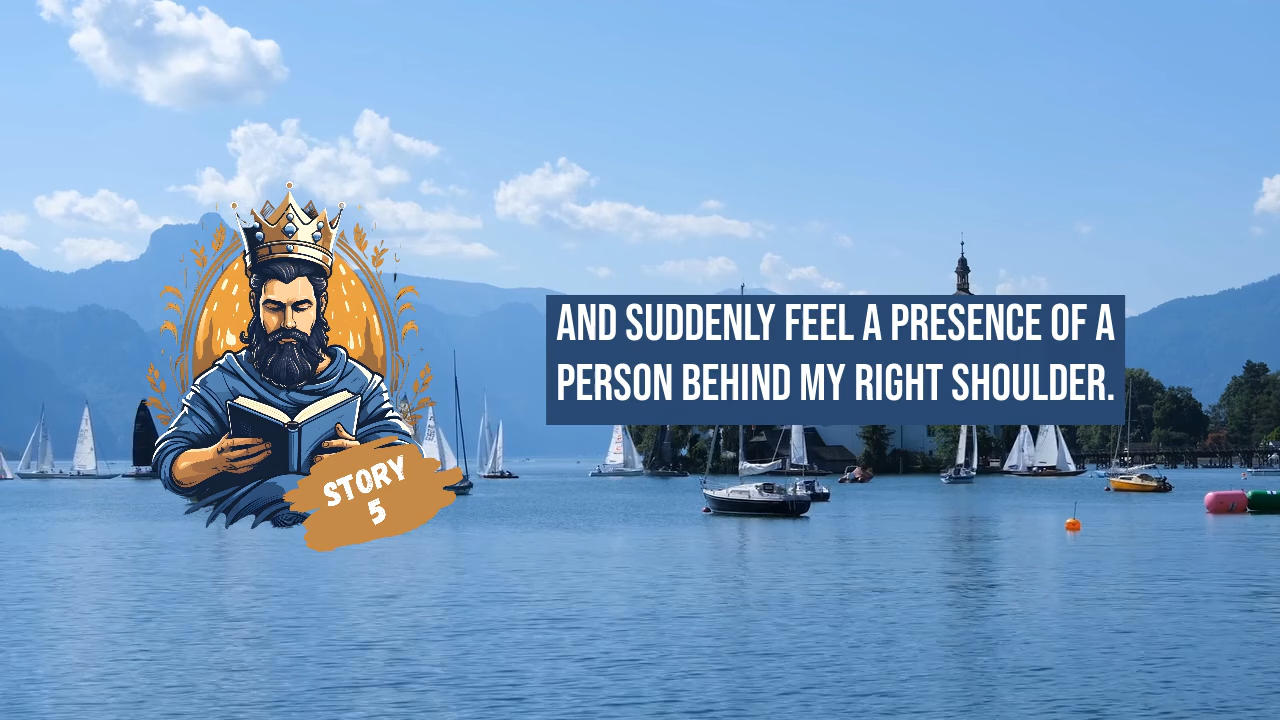 AND SUDDENLY FEEL A PRESENCE OF A
PERSON BEHIND MY RIGHT SHOULDER.
STORY
5